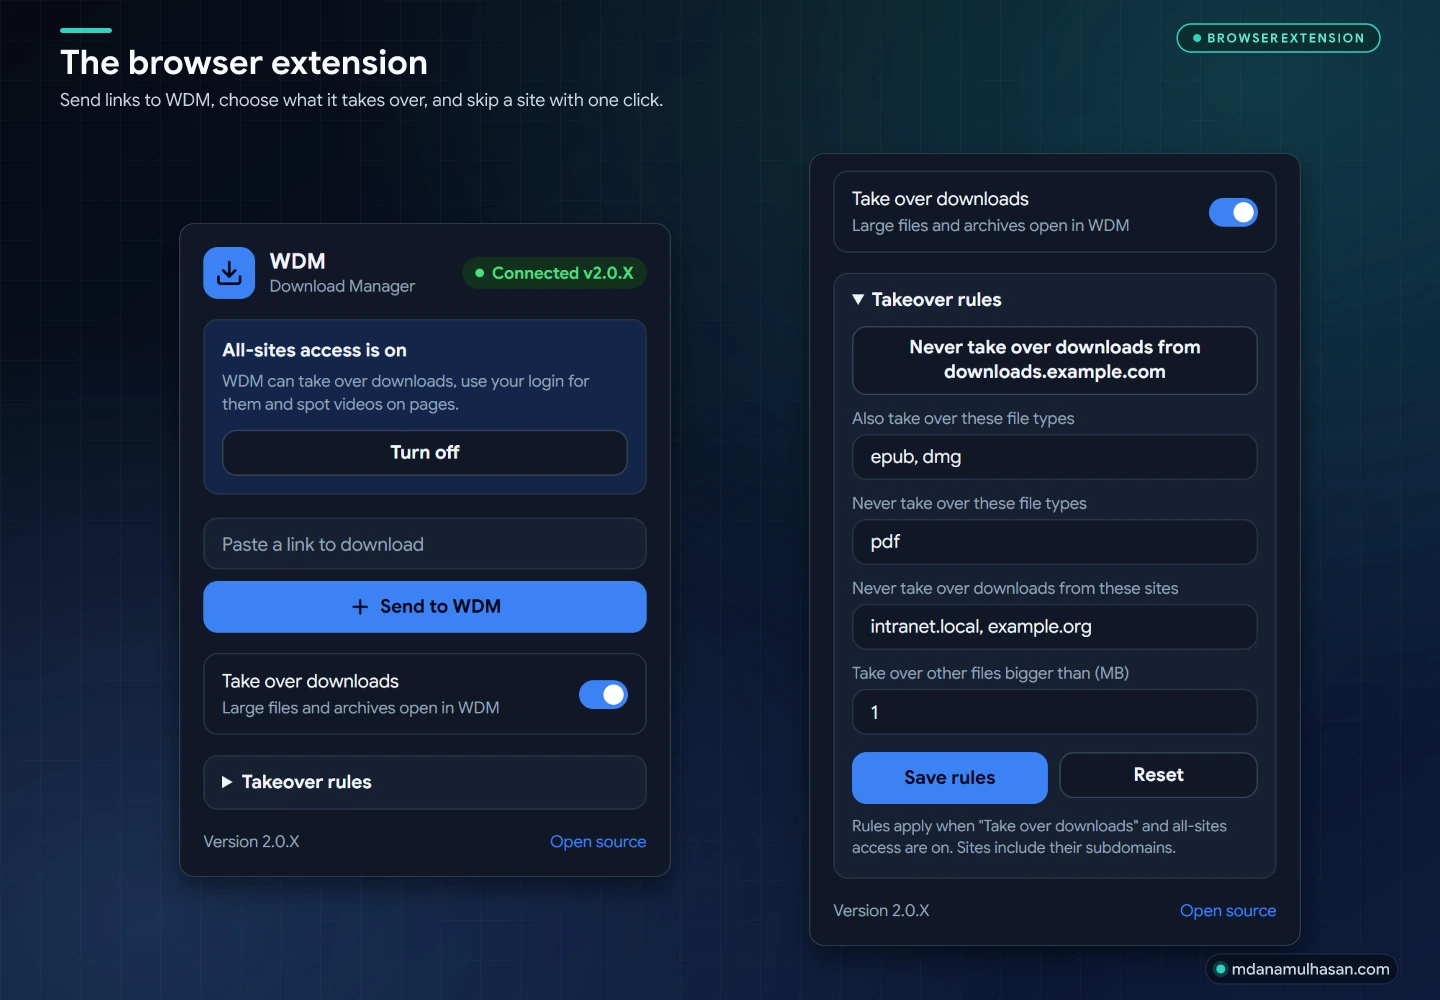 The browser extension
Send links to WDM, choose what it takes over, and skip a site with one click.
BROWSER EXTENSION
WDM
Download Manager
Connected v2.0.X
All-sites access is on
WDM can take over downloads, use your login for
them and spot videos on pages.
Turn off
Paste a link to download
Send to WDM
Take over downloads
Large files and archives open in WDM
Takeover rules
Version 2.0.X
Open source
Take over downloads
Large files and archives open in WDM
Takeover rules
Never take over downloads from
downloads.example.com
Also take over these file types
epub, dmg
Never take over these file types
pdf
Never take over downloads from these sites
intranet.local, example.org
Take over other files bigger than (MB)
1
Save rules
Reset
Rules apply when "Take over downloads" and all-sites
access are on. Sites include their subdomains.
Version 2.0.X
Open source
mdanamulhasan.com